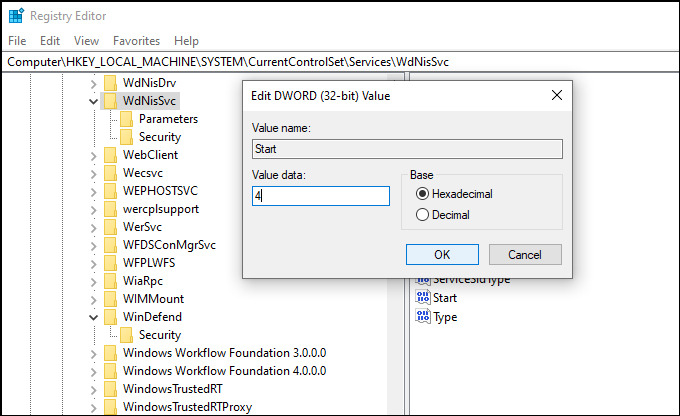 Registry Editor
File Edit View Favorites Help
Computer\HKEY_LOCAL_MACHINE\SYSTEM\CurrentControlSet\Services\WdNisSvc
WdNisDrv
WdNisSvc
Parameters
Security
WebClient
Wecsvc
WEPHOSTSVC
wercplsupport
WerSvc
WFDSConMgrSvc
WFPLWFS
WiaRpc
WIMMount
WinDefend
Security
Windows Workflow Foundation 3.0.0.0
Windows Workflow Foundation 4.0.0.0
WindowsTrustedRT
WindowsTrustedRTProxy
Edit DWORD (32-bit) Value
Value name:
Start
Value data:
4
Base
Hexadecimal
Decimal
OK Cancel
ServiceSidType
Start
Type